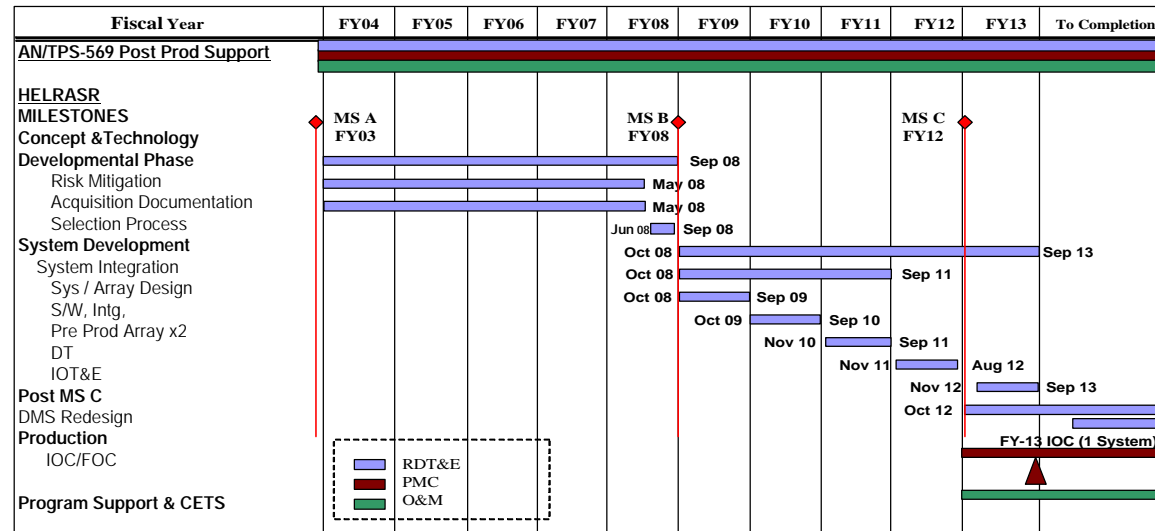 Fiscal Year FY04 FY05 FY06 FY07 FY08 FY09 FY10 FY11 FY12 FY13 To Completion
AN/TPS-569 Post Prod Support
HELRASR
MILESTONES MS A MS B MS C
FY03 FY08 FY12
Concept &Technology
Developmental Phase Sep 08
Risk Mitigation May 08
Acquisition Documentation May 08
Selection Process Jun 08 Sep 08
System Development Oct 08 Sep 13
System Integration Oct 08 Sep 11
Sys / Array Design Oct 08 Sep 09
S/W, Intg,
Pre Prod Array x2 Oct 09 Sep 10
DT Nov 10 Sep 11
IOT&E Nov 11 Aug 12
Post MS C Nov 12 Sep 13
DMS Redesign Oct 12
Production FY-13 IOC (1 System)
IOC/FOC
RDT&E
PMC
O&M
Program Support & CETS